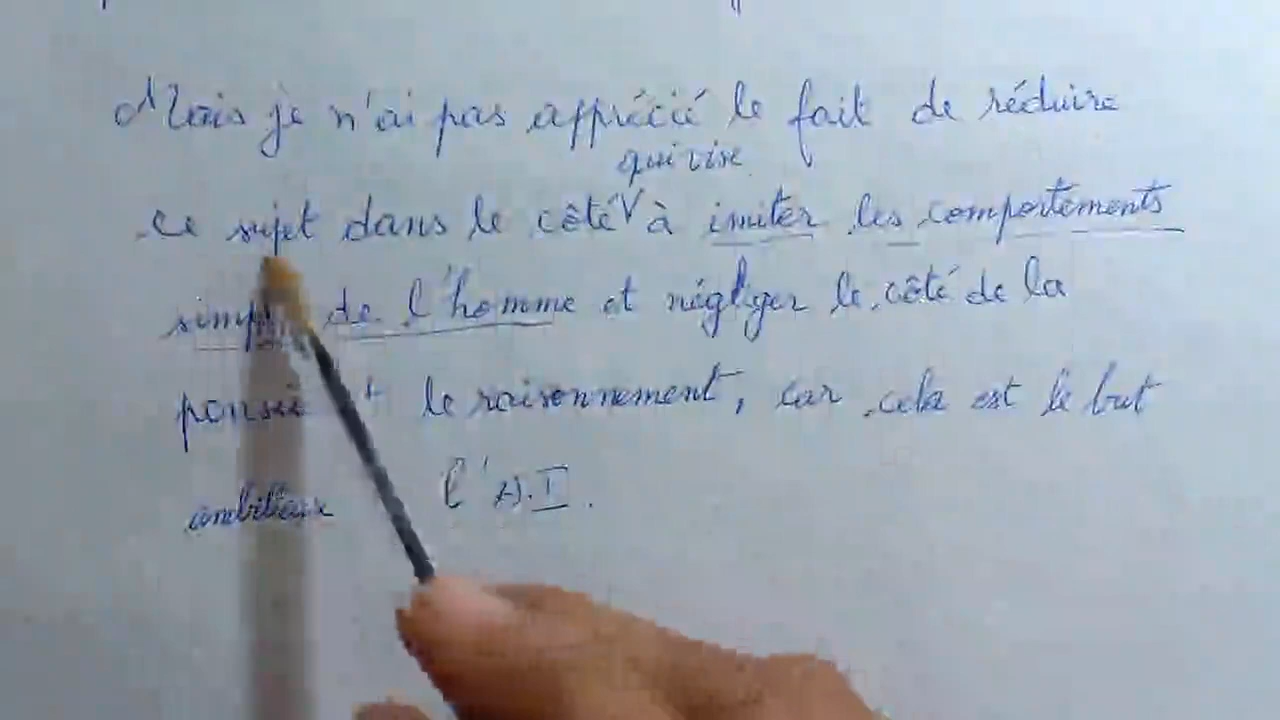 Mais je n'ai pas apprécié le fait de réduire
qui vise
ce sujet dans le côté à imiter les comportements
de l'homme et négliger le côté de la
pensée le raisonnement, car cela est le but
ambitieux l'A.I.